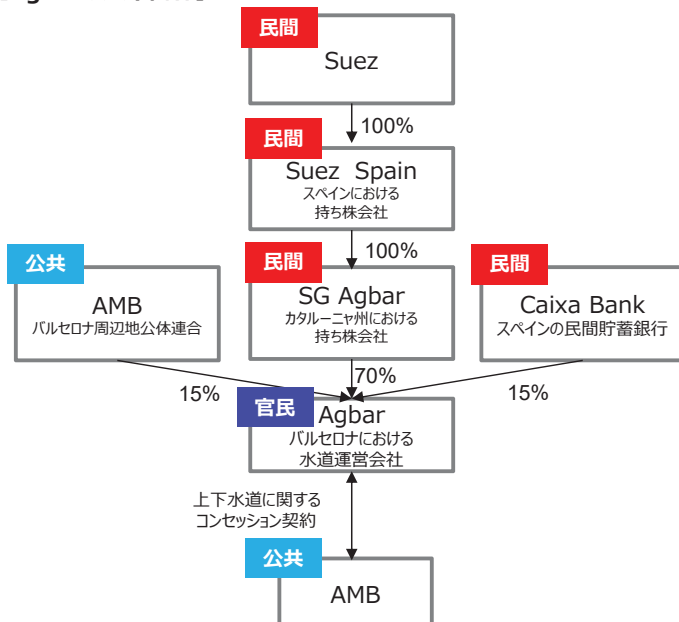 民間
Suez
100%
民間
Suez Spain
スペインにおける
持ち株会社
100%
公共
AMB
バルセロナ周辺地公体連合
民間
SG Agbar
カタルーニャ州における
持ち株会社
民間
Caixa Bank
スペインの民間貯蓄銀行
15%
70%
15%
官民
Agbar
バルセロナにおける
水道運営会社
上下水道に関する
コンセッション契約
公共
AMB